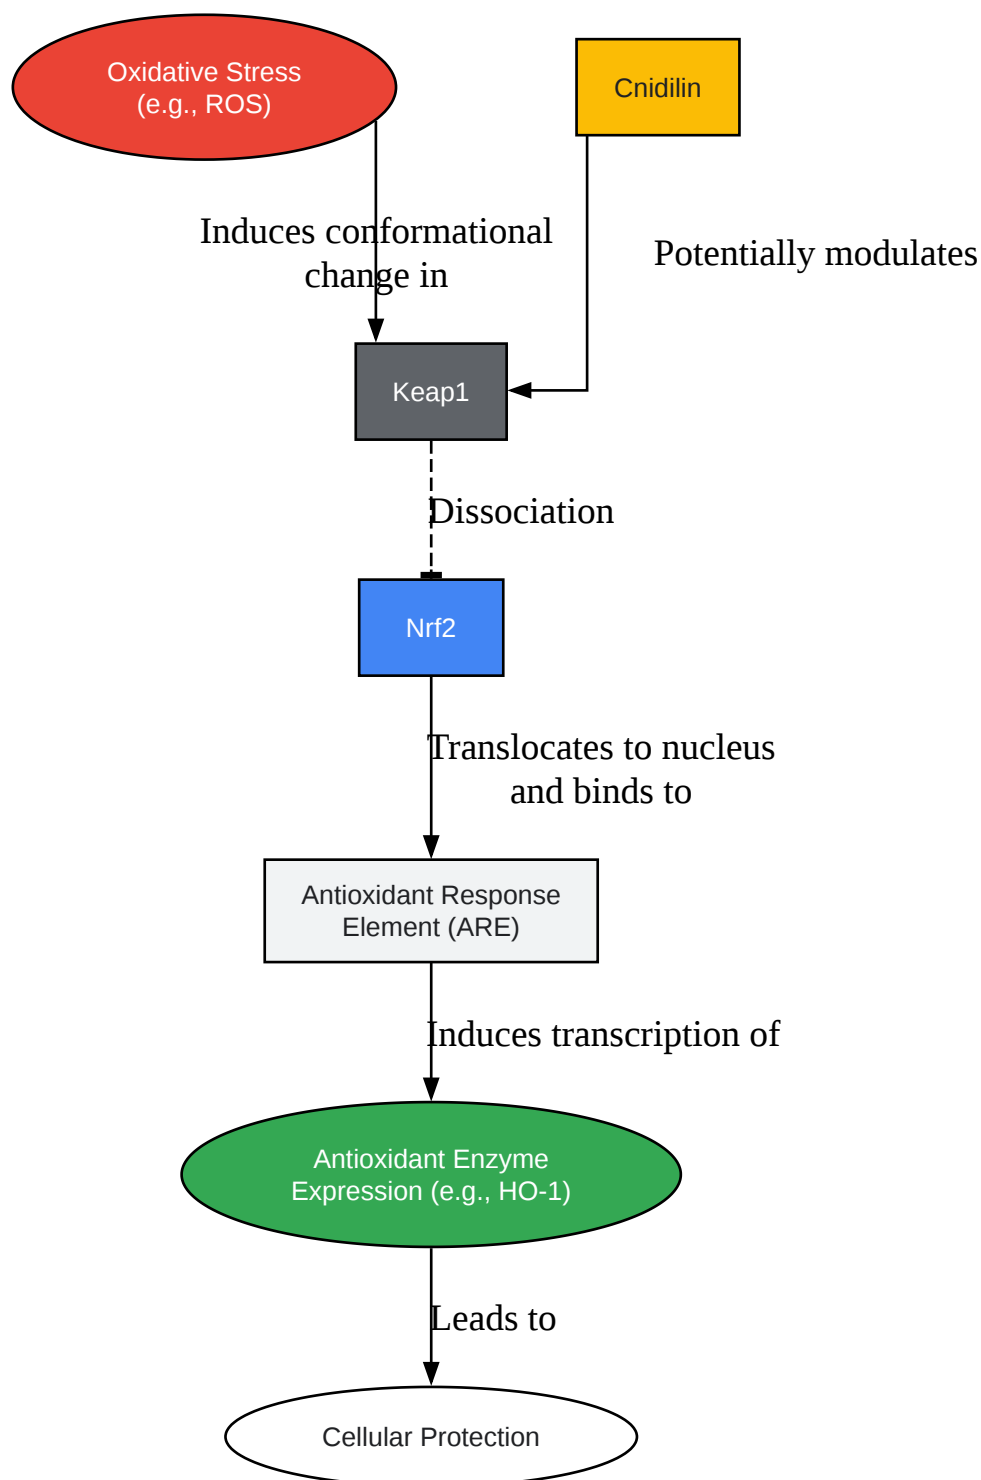 Oxidative Stress
(e.g., ROS)
Cnidilin
Induces conformational
change in
Potentially modulates
Keap1
Dissociation
Nrf2
Translocates to nucleus
and binds to
Antioxidant Response
Element (ARE)
Induces transcription of
Antioxidant Enzyme
Expression (e.g., HO-1)
Leads to
Cellular Protection